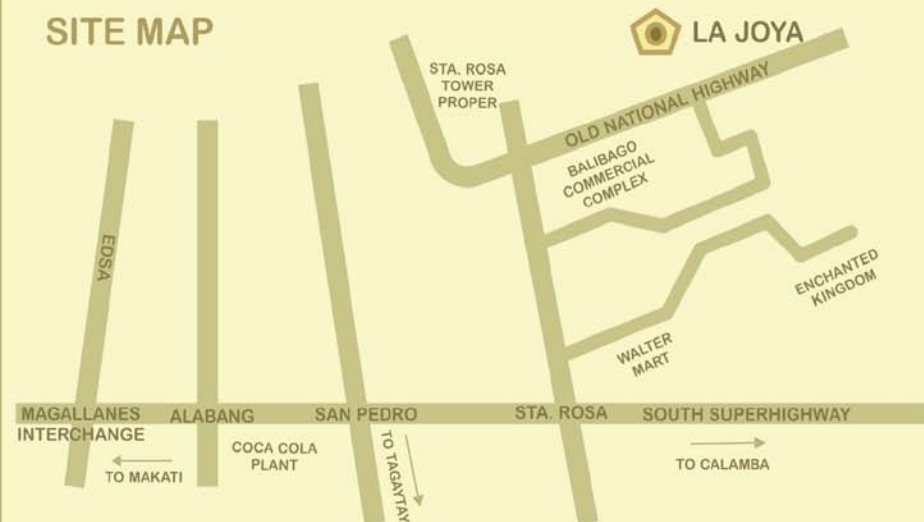 SITE MAP
LA JOYA
STA. ROSA
TOWER
PROPER
OLD NATIONAL HIGHWAY
BALIBAGO
COMMERCIAL
COMPLEX
EDSA
ENCHANTED
KINGDOM
WALTER
MART
MAGALLANES
INTERCHANGE
ALABANG
SAN PEDRO
STA. ROSA
SOUTH SUPERHIGHWAY
COCA COLA
PLANT
TO MAKATI
TO TAGAYTAY
TO CALAMBA